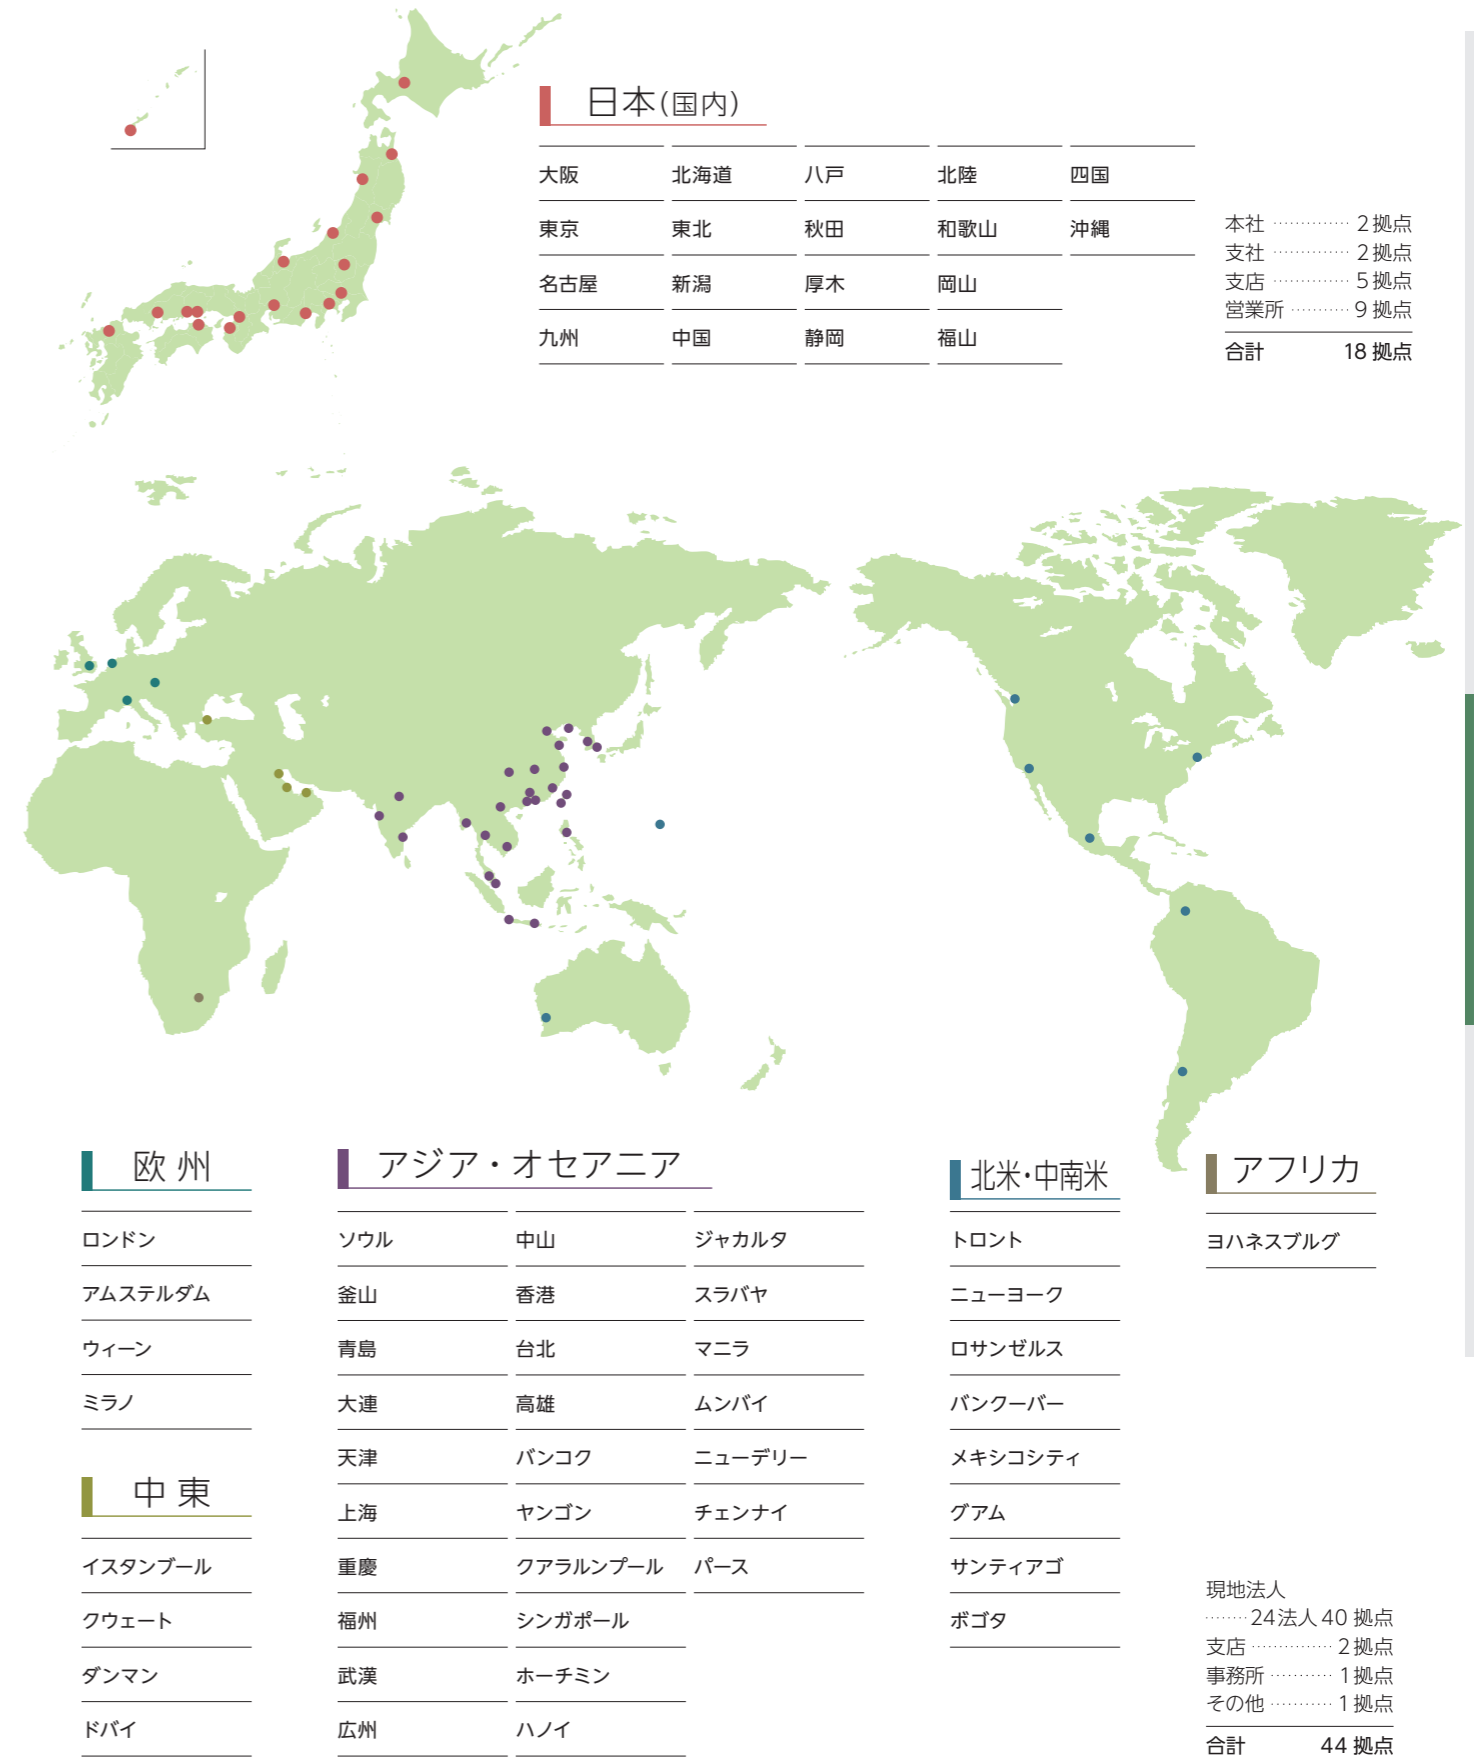 日本(国内)
大阪 北海道 八戸 北陸 四国
東京 東北 秋田 和歌山 沖縄
名古屋 新潟 厚木 岡山
九州 中国 静岡 福山
本社 2拠点
支社 2拠点
支店 5拠点
営業所 9拠点
合計 18拠点
欧州
ロンドン
アムステルダム
ウィーン
ミラノ
中東
イスタンブール
クウェート
ダンマン
ドバイ
アジア・オセアニア
ソウル 中山 ジャカルタ
釜山 香港 スラバヤ
青島 台北 マニラ
大連 高雄 ムンバイ
天津 バンコク ニューデリー
上海 ヤンゴン チェンナイ
重慶 クアラルンプール パース
福州 シンガポール
武漢 ホーチミン
広州 ハノイ
北米・中南米
トロント
ニューヨーク
ロサンゼルス
バンクーバー
メキシコシティ
グアム
サンティアゴ
ボゴタ
アフリカ
ヨハネスブルグ
現地法人
24法人40拠点
支店 2拠点
事務所 1拠点
その他 1拠点
合計 44拠点